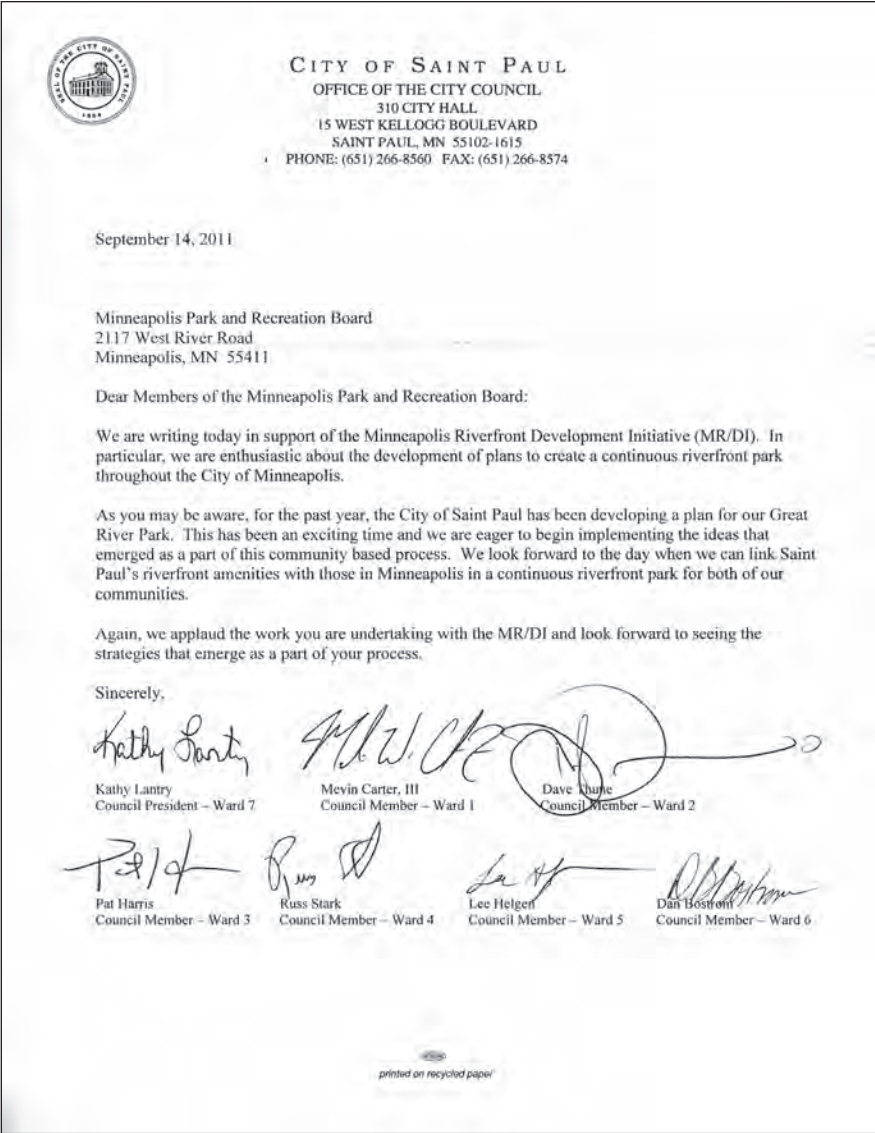 SEAL OF THE CITY OF SAINT PAUL
1854
CITY OF SAINT PAUL
OFFICE OF THE CITY COUNCIL
310 CITY HALL
15 WEST KELLOGG BOULEVARD
SAINT PAUL, MN 55102-1615
PHONE: (651) 266-8560 FAX: (651) 266-8574
September 14, 2011
Minneapolis Park and Recreation Board
2117 West River Road
Minneapolis, MN 55411
Dear Members of the Minneapolis Park and Recreation Board:
We are writing today in support of the Minneapolis Riverfront Development Initiative (MR/DI). In
particular, we are enthusiastic about the development of plans to create a continuous riverfront park
throughout the City of Minneapolis.
As you may be aware, for the past year, the City of Saint Paul has been developing a plan for our Great
River Park. This has been an exciting time and we are eager to begin implementing the ideas that
emerged as a part of this community based process. We look forward to the day when we can link Saint
Paul's riverfront amenities with those in Minneapolis in a continuous riverfront park for both of our
communities.
Again, we applaud the work you are undertaking with the MR/DI and look forward to seeing the
strategies that emerge as a part of your process.
Sincerely,
Kathy Lantry
Kathy Lantry Mevin Carter, III Dave Thune
Council President – Ward 7 Council Member – Ward 1 Council Member – Ward 2
Pat Harris Russ Stark Lee Helgen Dan Bostrom
Council Member – Ward 3 Council Member – Ward 4 Council Member – Ward 5 Council Member – Ward 6
printed on recycled paper